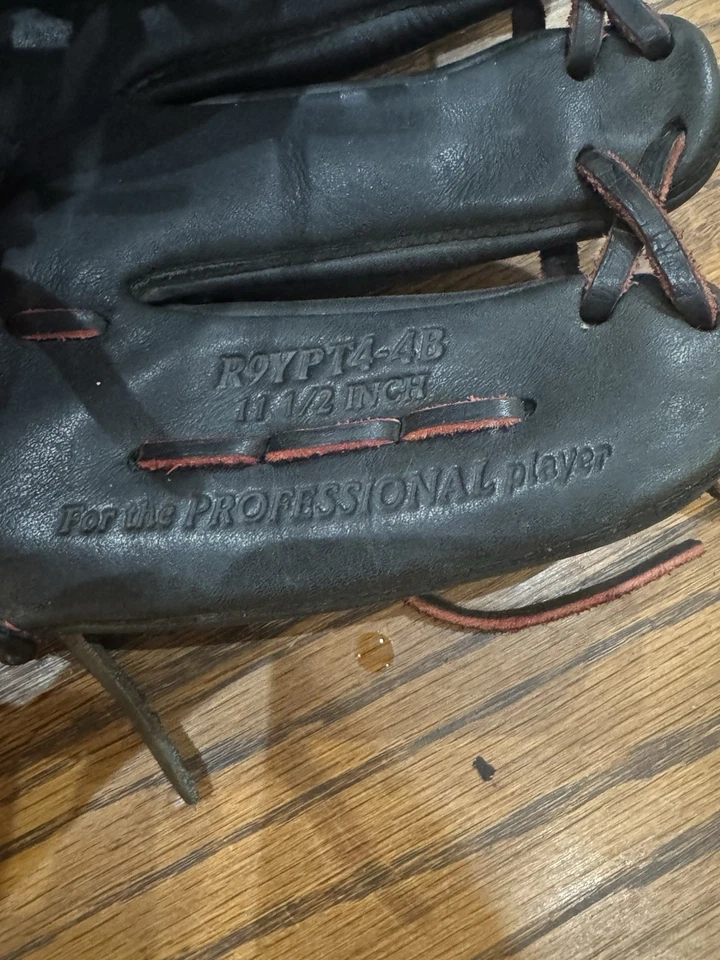 R9YPT4-4B
11 1/2 INCH
For the PROFESSIONAL player